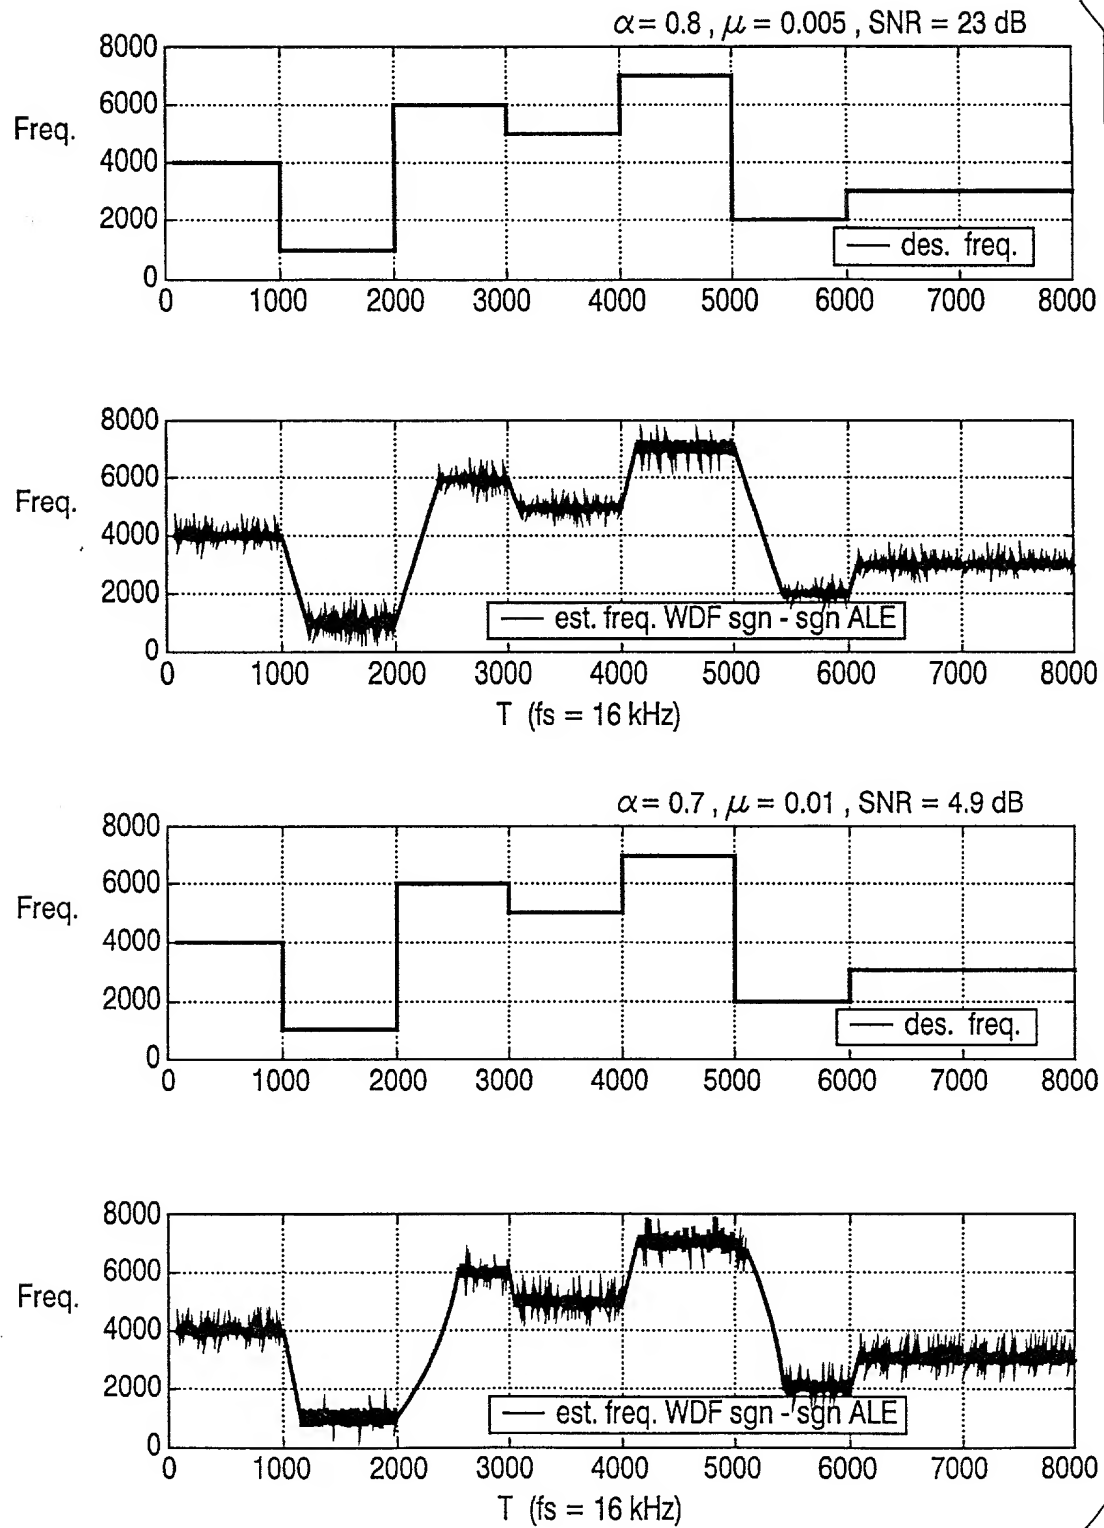 α = 0.8 , μ = 0.005 , SNR = 23 dB
8000
6000
Freq.
4000
2000
des. freq.
0
0 1000 2000 3000 4000 5000 6000 7000 8000
8000
6000
Freq.
4000
2000
est. freq. WDF sgn - sgn ALE
0
0 1000 2000 3000 4000 5000 6000 7000 8000
T (fs = 16 kHz)
α = 0.7 , μ = 0.01 , SNR = 4.9 dB
8000
6000
Freq.
4000
2000
des. freq.
0
0 1000 2000 3000 4000 5000 6000 7000 8000
8000
6000
Freq.
4000
2000
est. freq. WDF sgn - sgn ALE
0
0 1000 2000 3000 4000 5000 6000 7000 8000
T (fs = 16 kHz)